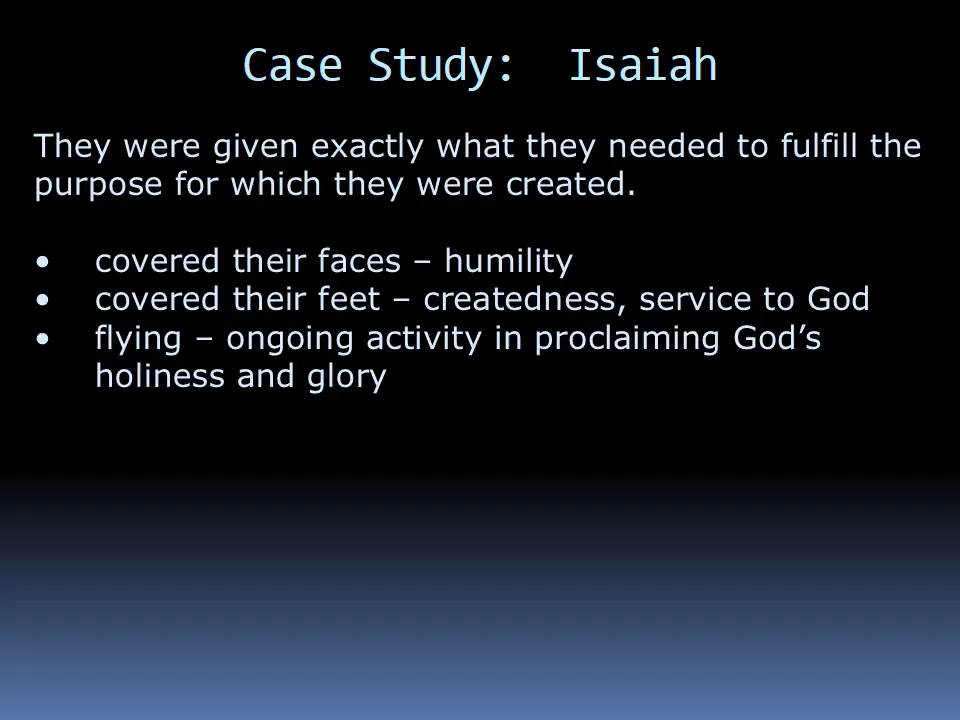 Case Study:  Isaiah
They were given exactly what they needed to fulfill the
purpose for which they were created.
• covered their faces – humility
• covered their feet – createdness, service to God
• flying – ongoing activity in proclaiming God’s
holiness and glory